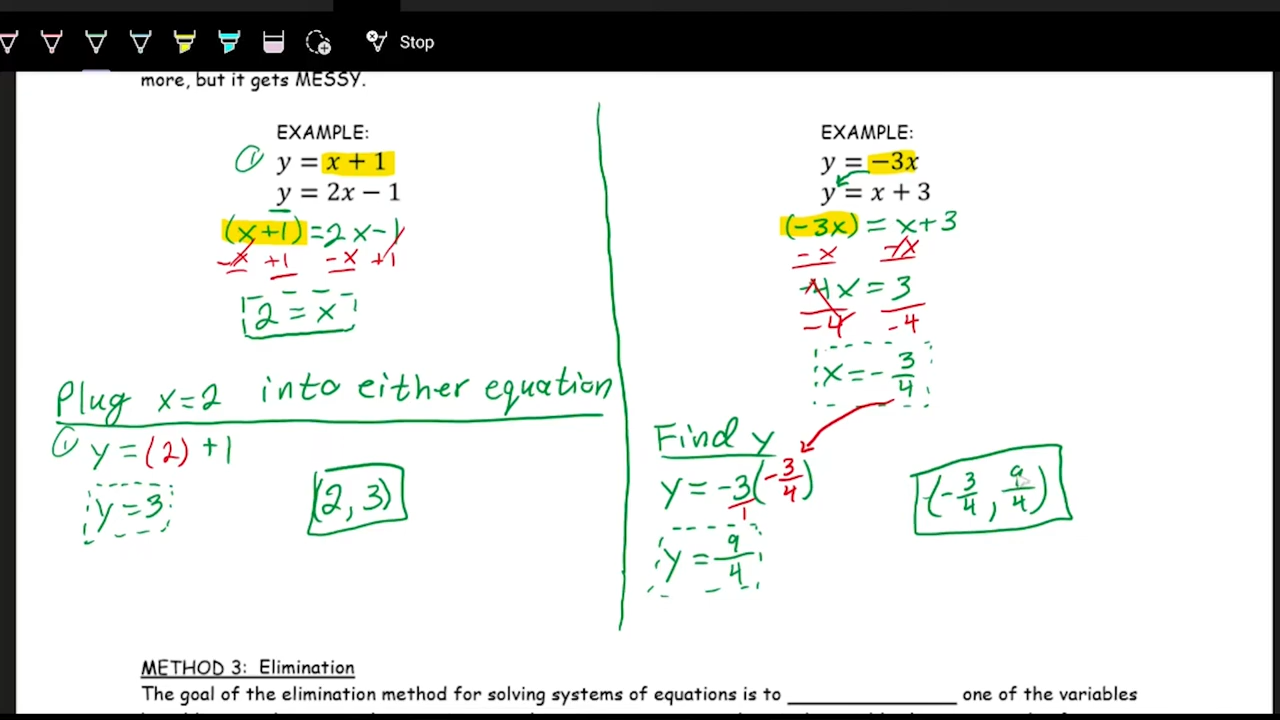 Stop
more, but it gets MESSY.
EXAMPLE:
① y = x + 1
y = 2x − 1
(x+1) = 2x−1
−x +1 −x +1
2 = x
Plug x=2 into either equation
① y = (2) + 1
y = 3
(2, 3)
EXAMPLE:
y = −3x
y = x + 3
(−3x) = x+3
−x −x
−4x = 3
−4 −4
x = − 3/4
Find y
y = −3/1 (−3/4)
y = 9/4
(−3/4, 9/4)
METHOD 3: Elimination
The goal of the elimination method for solving systems of equations is to ________________ one of the variables